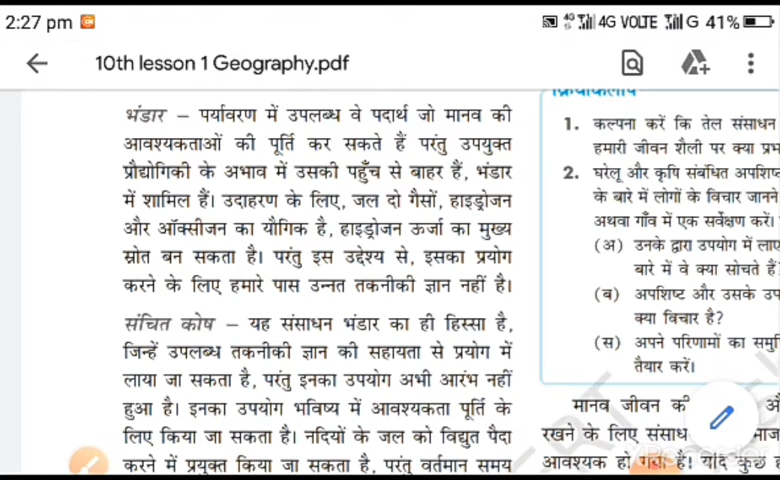 2:27 pm
4G 4G VOLTE G 41%
10th lesson 1 Geography.pdf
भंडार – पर्यावरण में उपलब्ध वे पदार्थ जो मानव की
आवश्यकताओं की पूर्ति कर सकते हैं परंतु उपयुक्त
प्रौद्योगिकी के अभाव में उसकी पहुँच से बाहर हैं, भंडार
में शामिल हैं। उदाहरण के लिए, जल दो गैसों, हाइड्रोजन
और ऑक्सीजन का यौगिक है, हाइड्रोजन ऊर्जा का मुख्य
स्रोत बन सकता है। परंतु इस उद्देश्य से, इसका प्रयोग
करने के लिए हमारे पास उन्नत तकनीकी ज्ञान नहीं है।
संचित कोष – यह संसाधन भंडार का ही हिस्सा है,
जिन्हें उपलब्ध तकनीकी ज्ञान की सहायता से प्रयोग में
लाया जा सकता है, परंतु इनका उपयोग अभी आरंभ नहीं
हुआ है। इनका उपयोग भविष्य में आवश्यकता पूर्ति के
लिए किया जा सकता है। नदियों के जल को विद्युत पैदा
करने में प्रयुक्त किया जा सकता है, परंतु वर्तमान समय
क्रियाकलाप
1. कल्पना करें कि तेल संसाधन
हमारी जीवन शैली पर क्या
2. घरेलू और कृषि संबंधित
के बारे में लोगों के विचार जानने
अथवा गाँव में एक सर्वेक्षण करें।
(अ) उनके द्वारा उपयोग में
बारे में वे क्या सोचते हैं
(ब) अपशिष्ट और उसके
क्या विचार है?
(स) अपने परिणामों का
तैयार करें।
मानव जीवन की
रखने के लिए
आवश्यक हो गया है। यदि कुछ